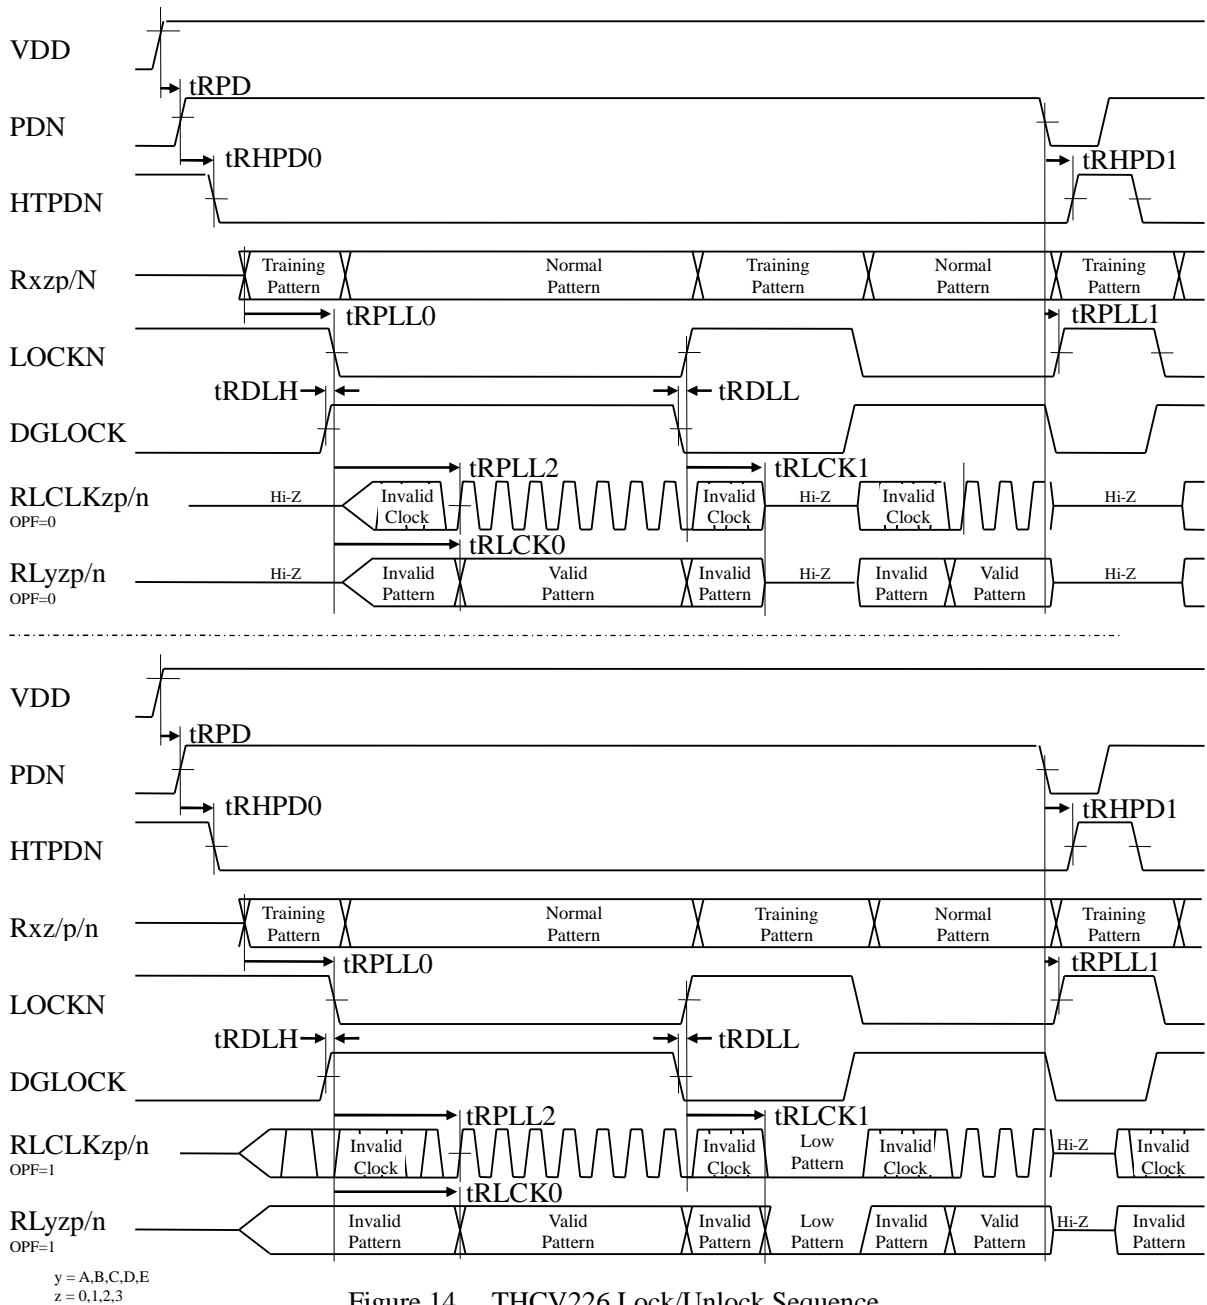 VDD
tRPD
PDN
tRHPD0
tRHPD1
HTPDN
Rxzp/N
Training Pattern
Normal Pattern
Training Pattern
Normal Pattern
Training Pattern
tRPLL0
tRPLL1
LOCKN
tRDLH
tRDLL
DGLOCK
tRPLL2
tRLCK1
RLCLKzp/n
OPF=0
Hi-Z
Invalid Clock
Invalid Clock
Hi-Z
Invalid Clock
Hi-Z
tRLCK0
RLyzp/n
OPF=0
Hi-Z
Invalid Pattern
Valid Pattern
Invalid Pattern
Hi-Z
Invalid Pattern
Valid Pattern
Hi-Z
VDD
tRPD
PDN
tRHPD0
tRHPD1
HTPDN
Rxz/p/n
Training Pattern
Normal Pattern
Training Pattern
Normal Pattern
Training Pattern
tRPLL0
tRPLL1
LOCKN
tRDLH
tRDLL
DGLOCK
tRPLL2
tRLCK1
RLCLKzp/n
OPF=1
Invalid Clock
Invalid Clock
Low Pattern
Invalid Clock
Hi-Z
Invalid Clock
tRLCK0
RLyzp/n
OPF=1
Invalid Pattern
Valid Pattern
Invalid Pattern
Low Pattern
Invalid Pattern
Valid Pattern
Hi-Z
Invalid Pattern
y = A,B,C,D,E
z = 0,1,2,3
Figure 14 THCV226 Lock/Unlock Sequence